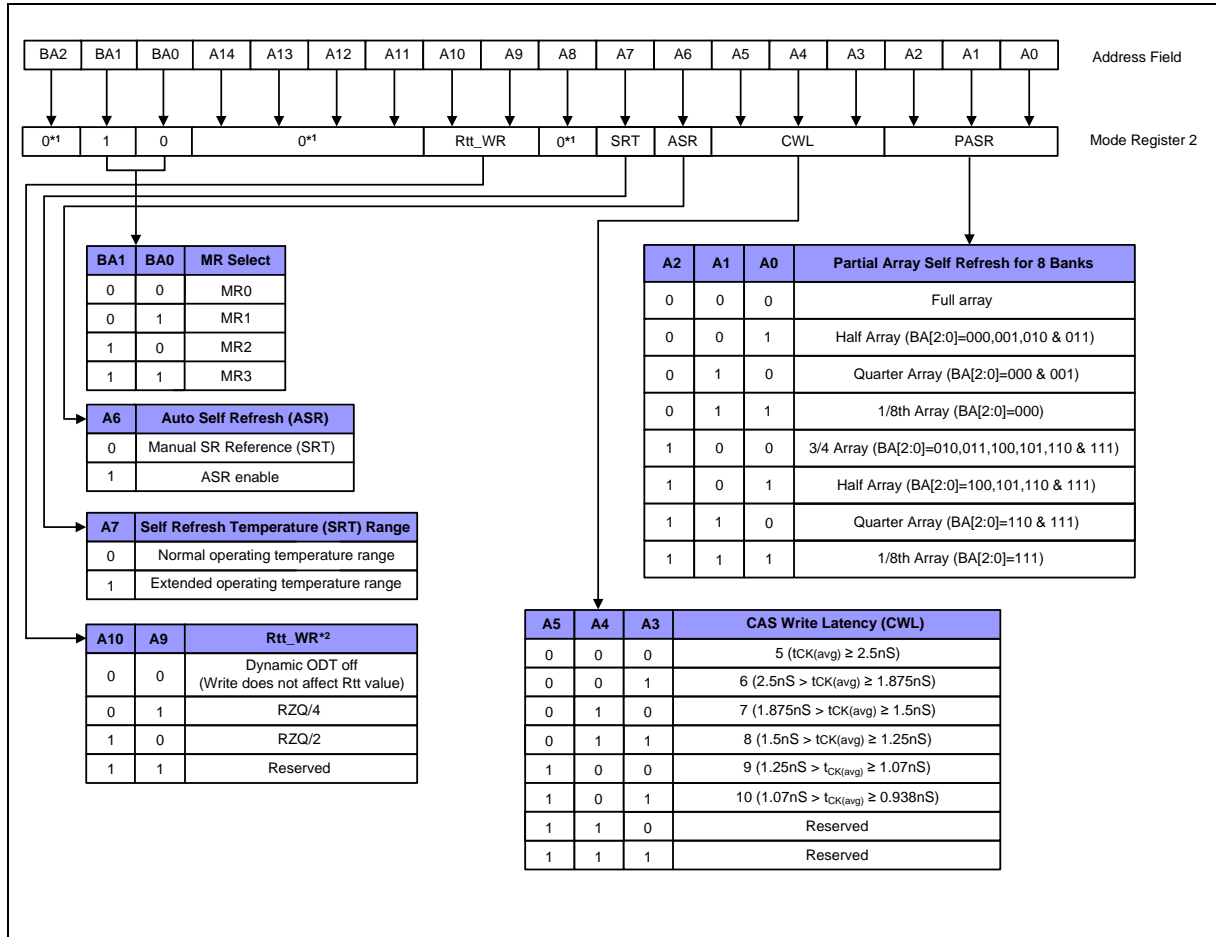 BA2 BA1 BA0 A14 A13 A12 A11 A10 A9 A8 A7 A6 A5 A4 A3 A2 A1 A0 Address Field
0*1 1 0 0*1 Rtt_WR 0*1 SRT ASR CWL PASR Mode Register 2
BA1 BA0 MR Select
0 0 MR0
0 1 MR1
1 0 MR2
1 1 MR3
A6 Auto Self Refresh (ASR)
0 Manual SR Reference (SRT)
1 ASR enable
A7 Self Refresh Temperature (SRT) Range
0 Normal operating temperature range
1 Extended operating temperature range
A10 A9 Rtt_WR*2
0 0 Dynamic ODT off
(Write does not affect Rtt value)
0 1 RZQ/4
1 0 RZQ/2
1 1 Reserved
A2 A1 A0 Partial Array Self Refresh for 8 Banks
0 0 0 Full array
0 0 1 Half Array (BA[2:0]=000,001,010 & 011)
0 1 0 Quarter Array (BA[2:0]=000 & 001)
0 1 1 1/8th Array (BA[2:0]=000)
1 0 0 3/4 Array (BA[2:0]=010,011,100,101,110 & 111)
1 0 1 Half Array (BA[2:0]=100,101,110 & 111)
1 1 0 Quarter Array (BA[2:0]=110 & 111)
1 1 1 1/8th Array (BA[2:0]=111)
A5 A4 A3 CAS Write Latency (CWL)
0 0 0 5 (tCK(avg) ≥ 2.5nS)
0 0 1 6 (2.5nS > tCK(avg) ≥ 1.875nS)
0 1 0 7 (1.875nS > tCK(avg) ≥ 1.5nS)
0 1 1 8 (1.5nS > tCK(avg) ≥ 1.25nS)
1 0 0 9 (1.25nS > tCK(avg) ≥ 1.07nS)
1 0 1 10 (1.07nS > tCK(avg) ≥ 0.938nS)
1 1 0 Reserved
1 1 1 Reserved